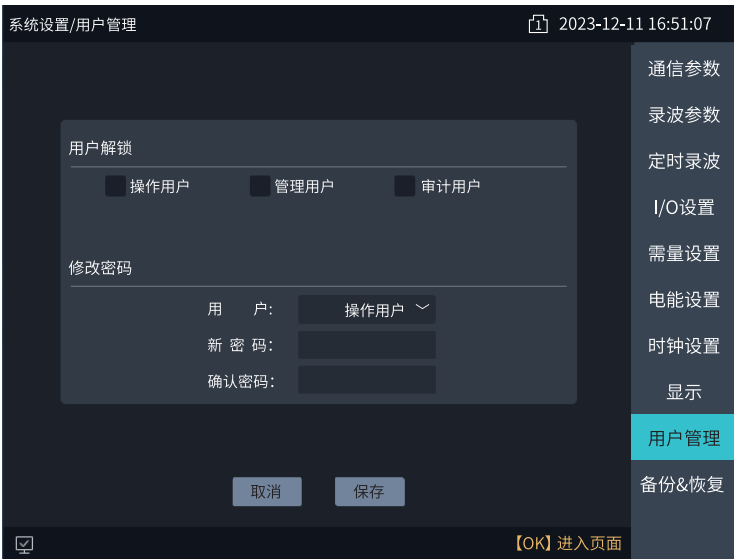 系统设置/用户管理
1 2023-12-11 16:51:07
用户解锁
操作用户 管理用户 审计用户
修改密码
用 户:
操作用户
新 密 码:
确认密码:
取消 保存
【OK】进入页面
通信参数
录波参数
定时录波
I/O设置
需量设置
电能设置
时钟设置
显示
用户管理
备份&恢复